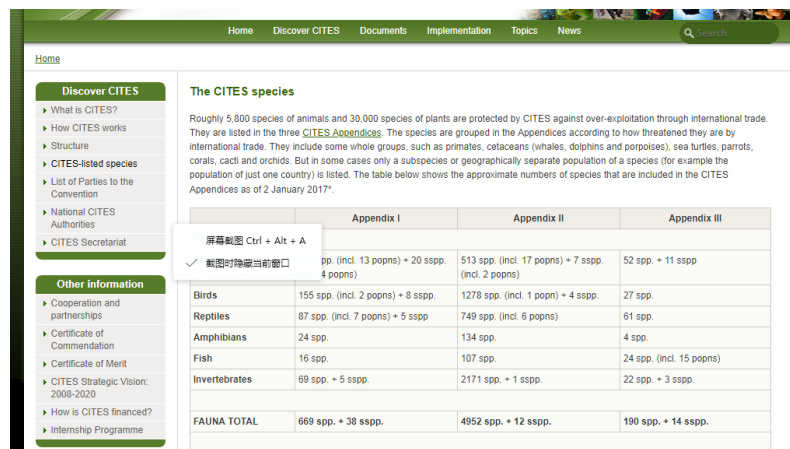 Home Discover CITES Documents Implementation Topics News Search
Home
Discover CITES
What is CITES?
How CITES works
Structure
CITES-listed species
List of Parties to the
Convention
National CITES
Authorities
CITES Secretariat
Other information
Cooperation and
partnerships
Certificate of
Commendation
Certificate of Merit
CITES Strategic Vision:
2008-2020
How is CITES financed?
Internship Programme
The CITES species
Roughly 5,800 species of animals and 30,000 species of plants are protected by CITES against over-exploitation through international trade.
They are listed in the three CITES Appendices. The species are grouped in the Appendices according to how threatened they are by
international trade. They include some whole groups, such as primates, cetaceans (whales, dolphins and porpoises), sea turtles, parrots,
corals, cacti and orchids. But in some cases only a subspecies or geographically separate population of a species (for example the
population of just one country) is listed. The table below shows the approximate numbers of species that are included in the CITES
Appendices as of 2 January 2017*.
Appendix I Appendix II Appendix III
屏幕截图 Ctrl + Alt + A
截图时隐藏当前窗口
spp. (incl. 13 popns) + 20 sspp. 513 spp. (incl. 17 popns) + 7 sspp. 52 spp. + 11 sspp
4 popns) (incl. 2 popns)
Birds 155 spp. (incl. 2 popns) + 8 sspp. 1278 spp. (incl. 1 popn) + 4 sspp. 27 spp.
Reptiles 87 spp. (incl. 7 popns) + 5 sspp 749 spp. (incl. 6 popns) 61 spp.
Amphibians 24 spp. 134 spp. 4 spp.
Fish 16 spp. 107 spp. 24 spp. (incl. 15 popns)
Invertebrates 69 spp. + 5 sspp. 2171 spp. + 1 sspp. 22 spp. + 3 sspp.
FAUNA TOTAL 669 spp. + 38 sspp. 4952 spp. + 12 sspp. 190 spp. + 14 sspp.